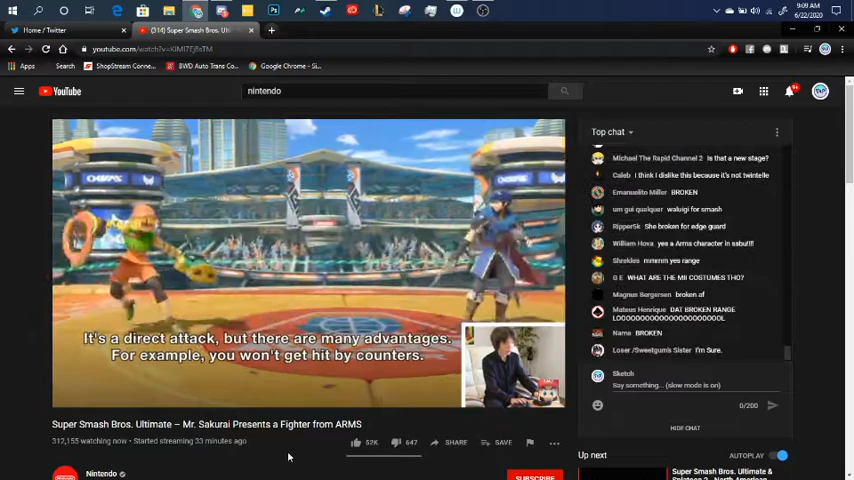 9:09 AM
6/22/2020
Home / Twitter
(314) Super Smash Bros. Ultimate
Apps
Search
ShopStream Conne...
BWD Auto Trans Co...
Google Chrome - Si...
YouTube
nintendo
9+
Top chat
Michael The Rapid Channel 2 Is that a new stage?
Caleb I think I dislike this because it's not twintelle
Emanuelito Miller BROKEN
um gui qualquer waluigi for smash
RipperSk She broken for edge guard
William Hova yes a Arms character in ssbu!!!
Shreklos mmmm yes range
G E WHAT ARE THE MII COSTUMES THO?
Magnus Bergersen broken af
Mateus Henrique DAT BROKEN RANGE
Name BROKEN
Loser /Sweetgum's Sister I'm Sure.
It's a direct attack, but there are many advantages.
For example, you won't get hit by counters.
Sketch
Say something... (slow mode is on)
0/200
HIDE CHAT
Super Smash Bros. Ultimate – Mr. Sakurai Presents a Fighter from ARMS
312,155 watching now • Started streaming 33 minutes ago
52K
647
SHARE
SAVE
Up next
AUTOPLAY
Nintendo
SUBSCRIBE
Super Smash Bros. Ultimate &
Splatoon 2 - North American